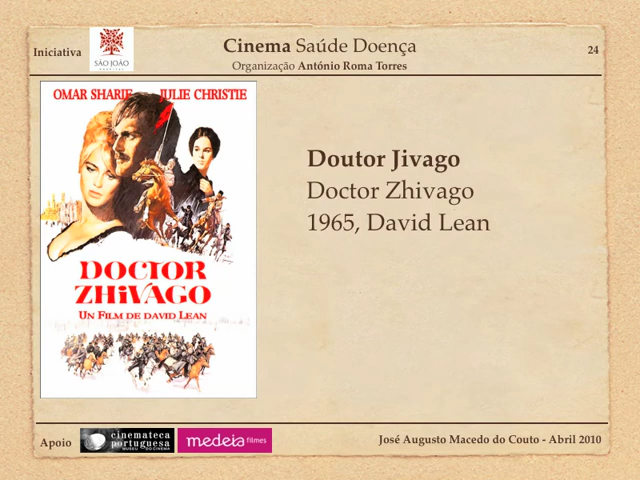 Iniciativa
SÃO JOÃO
Cinema Saúde Doença
Organização António Roma Torres
24
OMAR SHARIF JULIE CHRISTIE
DOCTOR
ZHIVAGO
UN FILM DE DAVID LEAN
Doutor Jivago
Doctor Zhivago
1965, David Lean
Apoio
cinemateca
portuguesa
MUSEU DO CINEMA
medeia filmes
José Augusto Macedo do Couto - Abril 2010